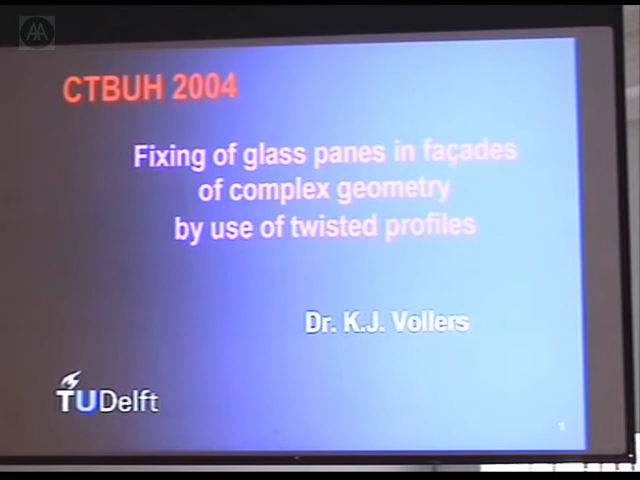 AA
CTBUH 2004
Fixing of glass panes in façades
of complex geometry
by use of twisted profiles
Dr. K.J. Vollers
TUDelft
1